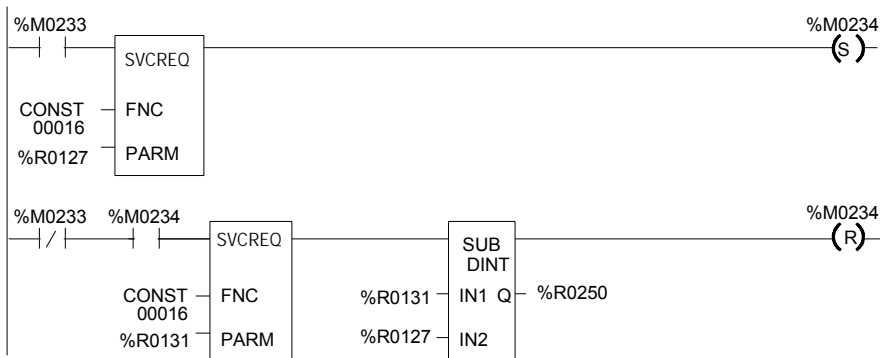 %M0233 %M0234
SVCREQ (S)
CONST FNC
00016
%R0127 PARM
%M0233 %M0234 %M0234
SVCREQ SUB (R)
DINT
CONST FNC %R0131 IN1 Q %R0250
00016
%R0131 PARM %R0127 IN2